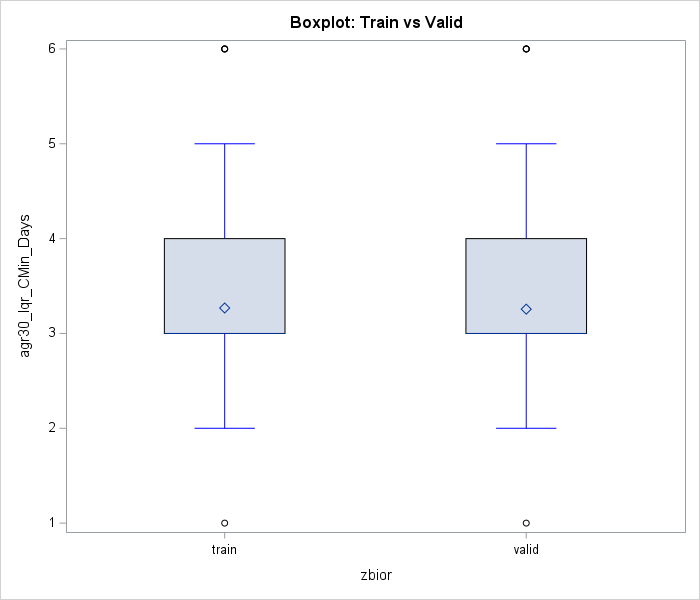 Boxplot: Train vs Valid
6
5
4
3
2
1
agr30_Iqr_CMin_Days
train
valid
zbior